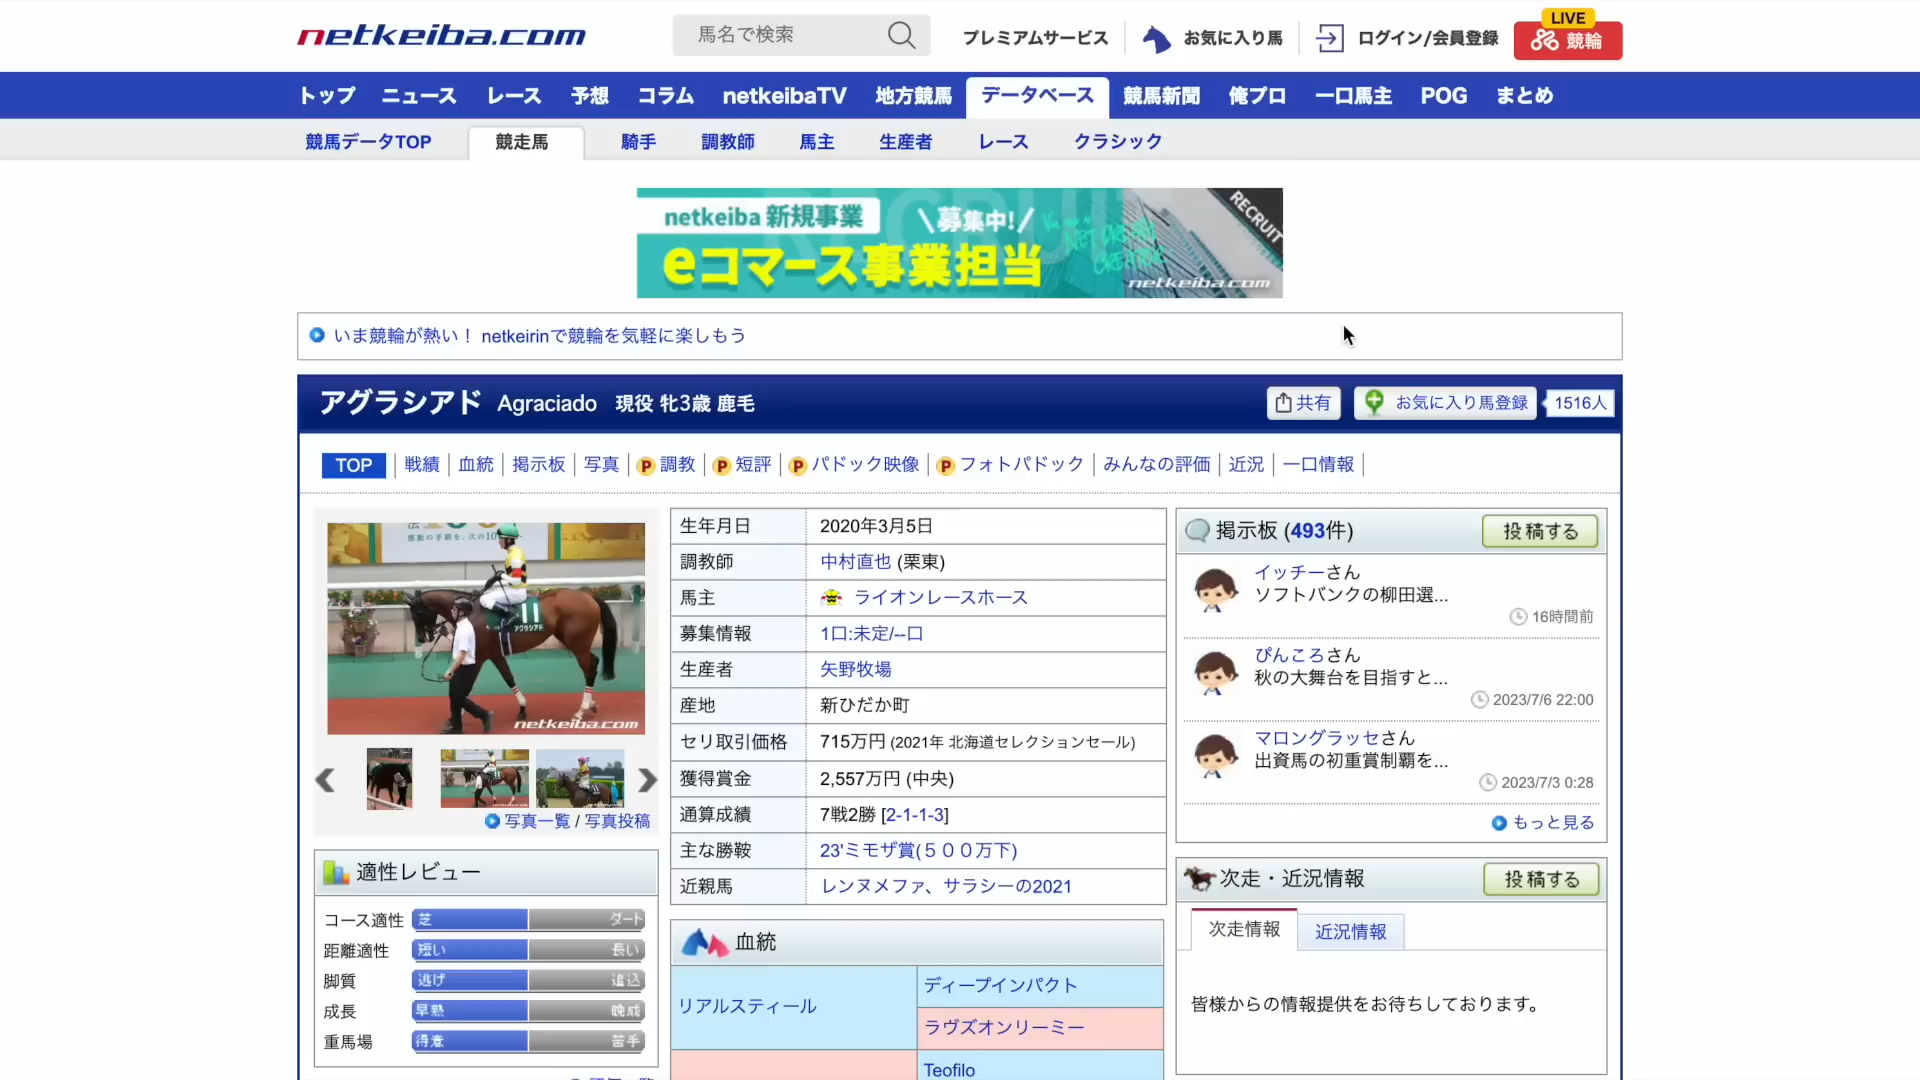 netkeiba.com
馬名で検索
プレミアムサービス
お気に入り馬
ログイン/会員登録
LIVE
競輪
トップ ニュース レース 予想 コラム netkeibaTV 地方競馬 データベース 競馬新聞 俺プロ 一口馬主 POG まとめ
競馬データTOP 競走馬 騎手 調教師 馬主 生産者 レース クラシック
netkeiba 新規事業 \募集中!/
eコマース事業担当
RECRUIT
netkeiba.com
いま競輪が熱い！ netkeirinで競輪を気軽に楽しもう
アグラシアド Agraciado 現役 牝3歳 鹿毛
共有
お気に入り馬登録
1516人
TOP 戦績 血統 掲示板 写真 P 調教 P 短評 P パドック映像 P フォトパドック みんなの評価 近況 一口情報
11
アグラシアド
netkeiba.com
写真一覧 / 写真投稿
適性レビュー
コース適性 芝 ダート
距離適性 短い 長い
脚質 逃げ 追込
成長 早熟 晩成
重馬場 得意 苦手
生年月日 2020年3月5日
調教師 中村直也 (栗東)
馬主 ライオンレースホース
募集情報 1口:未定/--口
生産者 矢野牧場
産地 新ひだか町
セリ取引価格 715万円 (2021年 北海道セレクションセール)
獲得賞金 2,557万円 (中央)
通算成績 7戦2勝 [2-1-1-3]
主な勝鞍 23'ミモザ賞(５００万下)
近親馬 レンヌメファ、サラシーの2021
血統
リアルスティール
ディープインパクト
ラヴズオンリーミー
Teofilo
掲示板 (493件)
投稿する
イッチーさん
ソフトバンクの柳田選...
16時間前
ぴんころさん
秋の大舞台を目指すと...
2023/7/6 22:00
マロングラッセさん
出資馬の初重賞制覇を...
2023/7/3 0:28
もっと見る
次走・近況情報
投稿する
次走情報 近況情報
皆様からの情報提供をお待ちしております。